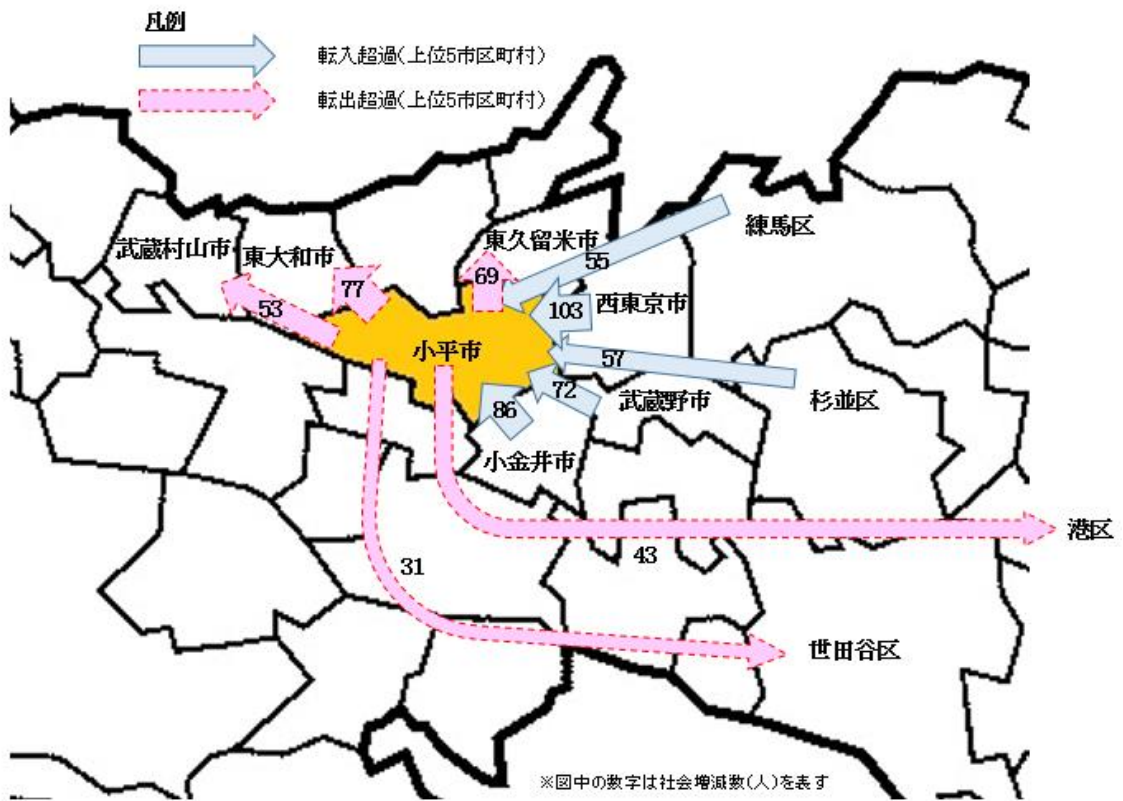 凡例
転入超過(上位5市区町村)
転出超過(上位5市区町村)
練馬区
武蔵村山市
東大和市
東久留米市
55
69
77
53
103
西東京市
小平市
57
72
武蔵野市
杉並区
86
小金井市
港区
43
31
世田谷区
※図中の数字は社会増減数(人)を表す